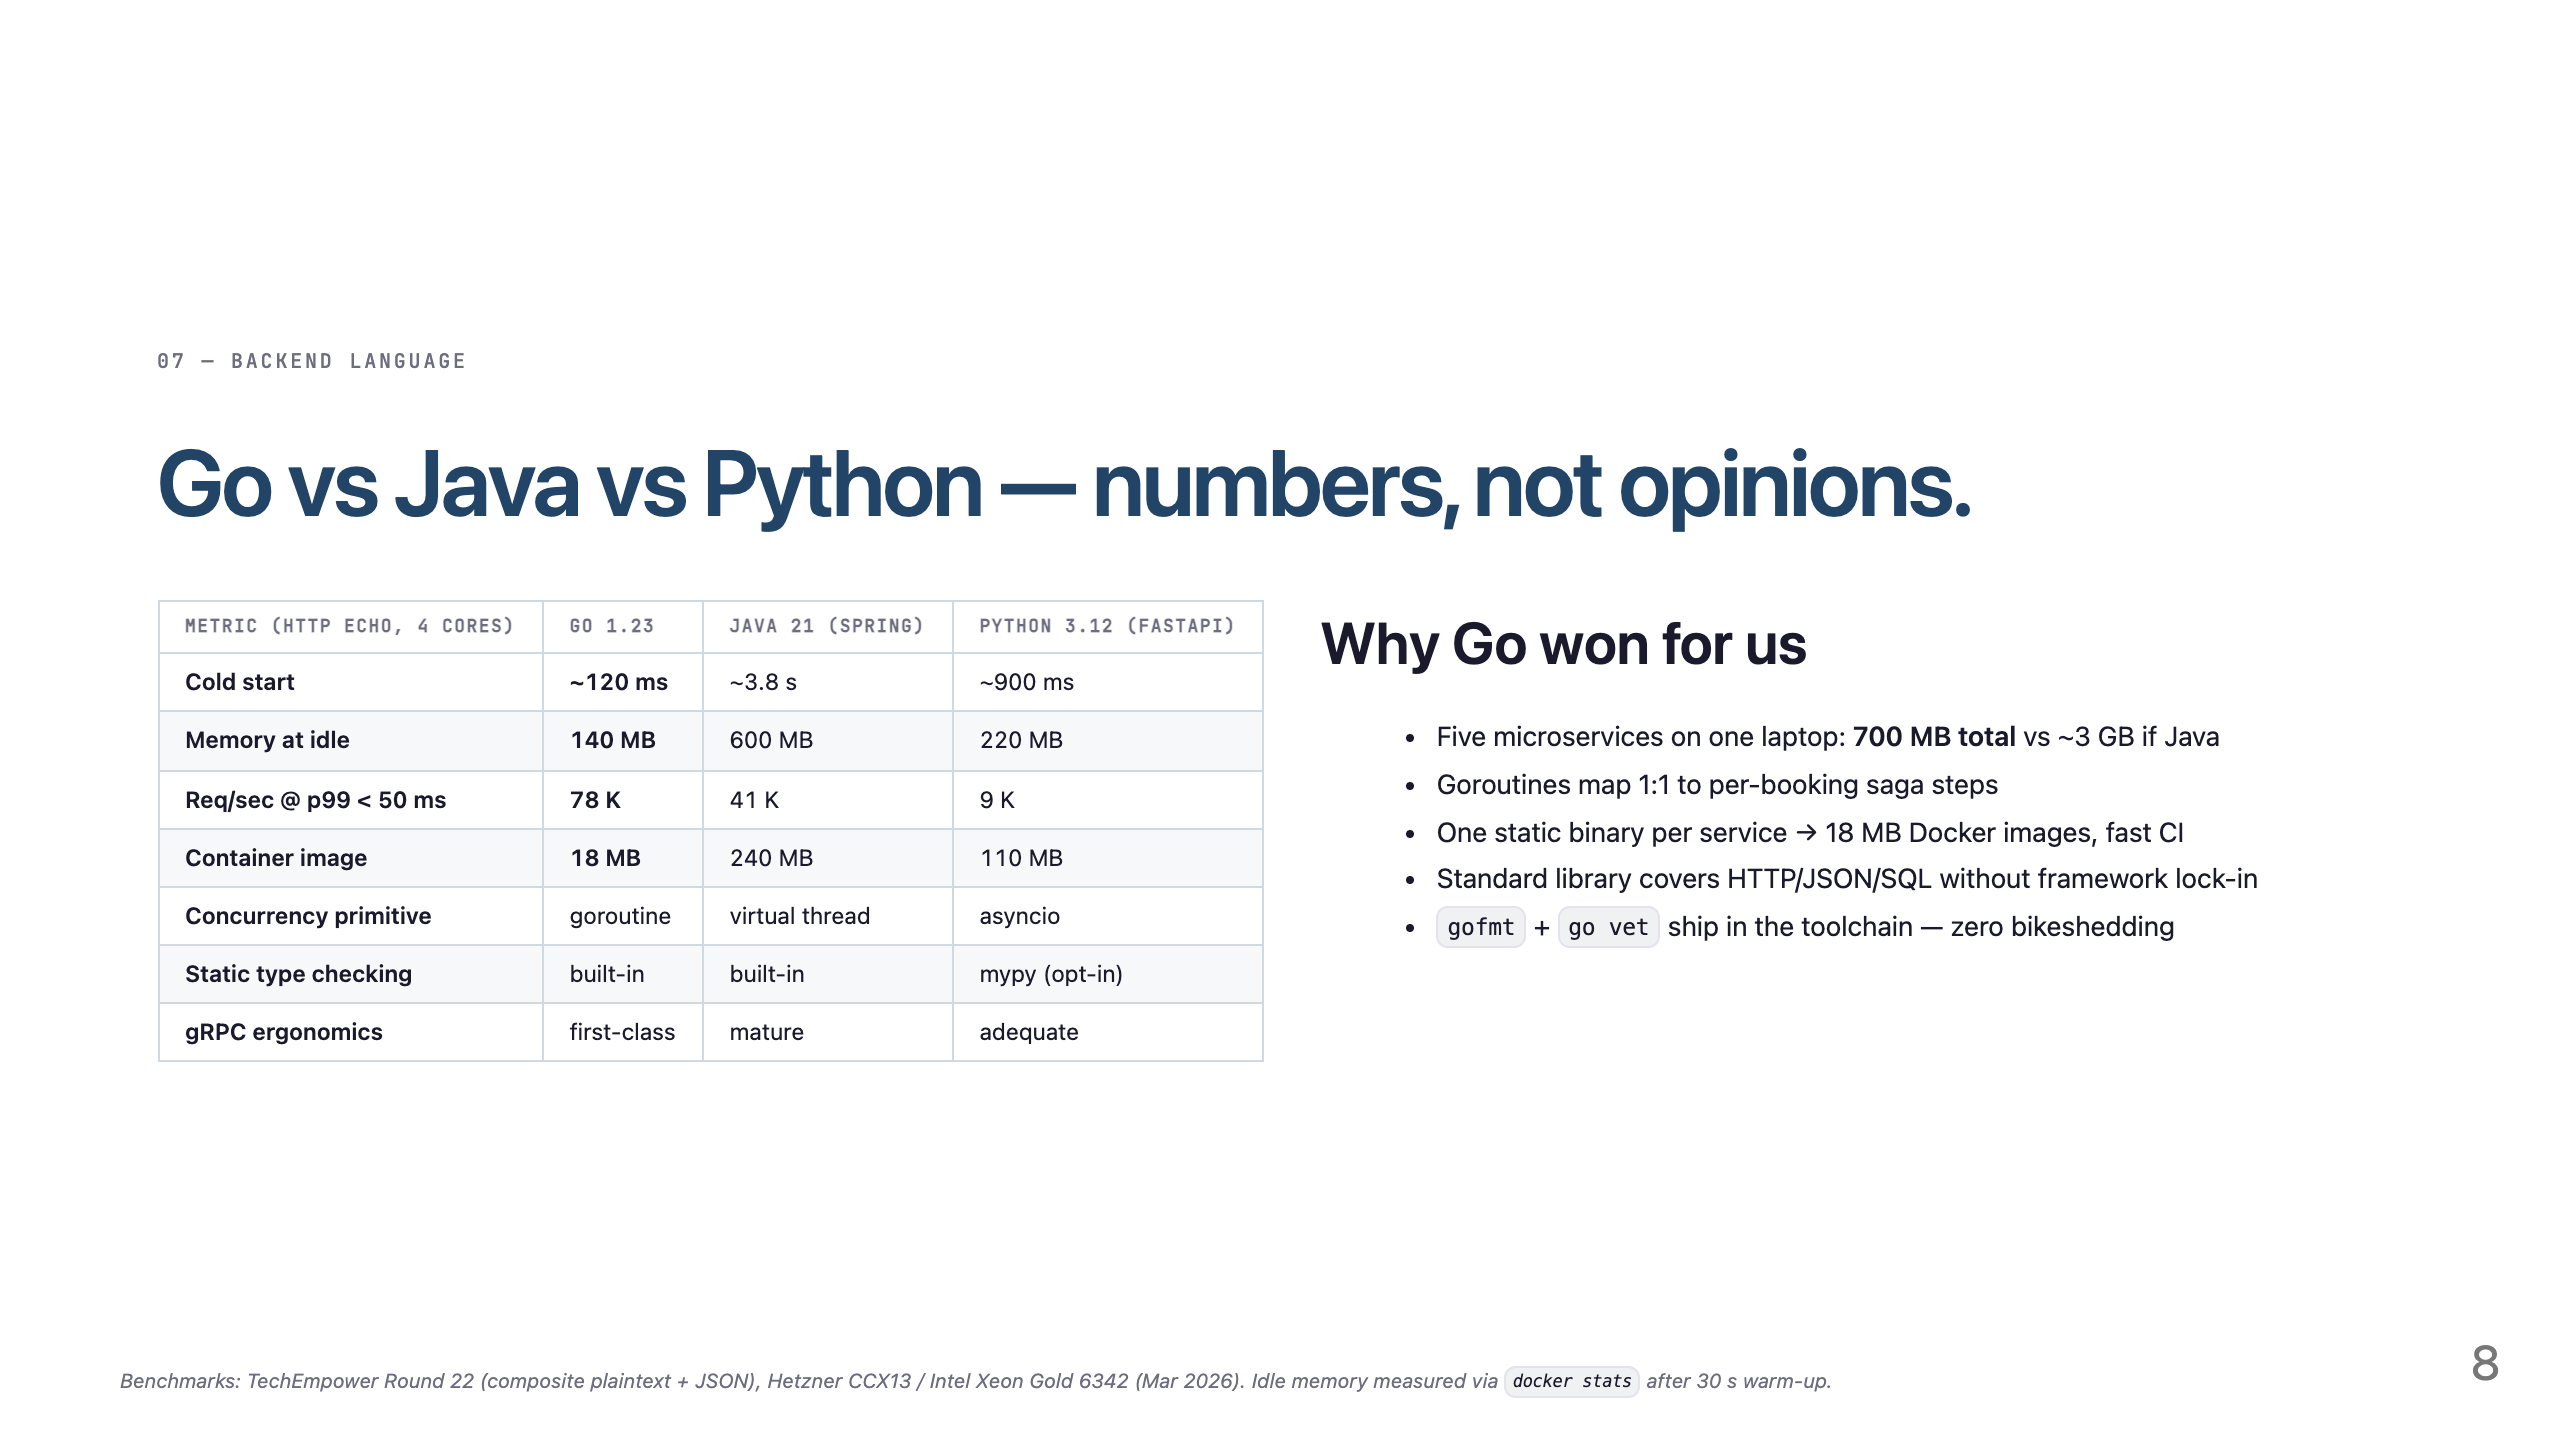 07 — BACKEND LANGUAGE
Go vs Java vs Python — numbers, not opinions.
METRIC (HTTP ECHO, 4 CORES) GO 1.23 JAVA 21 (SPRING) PYTHON 3.12 (FASTAPI)
Cold start ~120 ms ~3.8 s ~900 ms
Memory at idle 140 MB 600 MB 220 MB
Req/sec @ p99 < 50 ms 78 K 41 K 9 K
Container image 18 MB 240 MB 110 MB
Concurrency primitive goroutine virtual thread asyncio
Static type checking built-in built-in mypy (opt-in)
gRPC ergonomics first-class mature adequate
Why Go won for us
• Five microservices on one laptop: 700 MB total vs ~3 GB if Java
• Goroutines map 1:1 to per-booking saga steps
• One static binary per service → 18 MB Docker images, fast CI
• Standard library covers HTTP/JSON/SQL without framework lock-in
• gofmt + go vet ship in the toolchain — zero bikeshedding
Benchmarks: TechEmpower Round 22 (composite plaintext + JSON), Hetzner CCX13 / Intel Xeon Gold 6342 (Mar 2026). Idle memory measured via docker stats after 30 s warm-up.
8